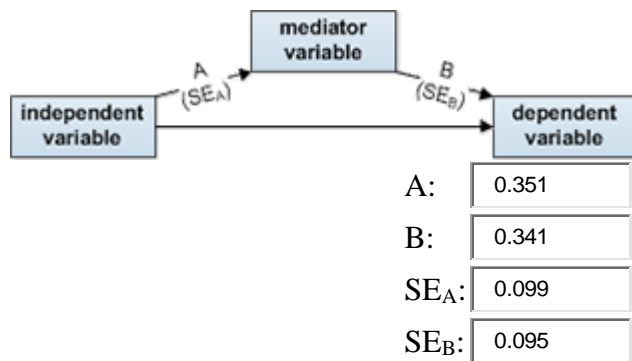 mediator
variable
A
(SEA)
B
(SEB)
independent
variable
dependent
variable
A: 0.351
B: 0.341
SEA: 0.099
SEB: 0.095